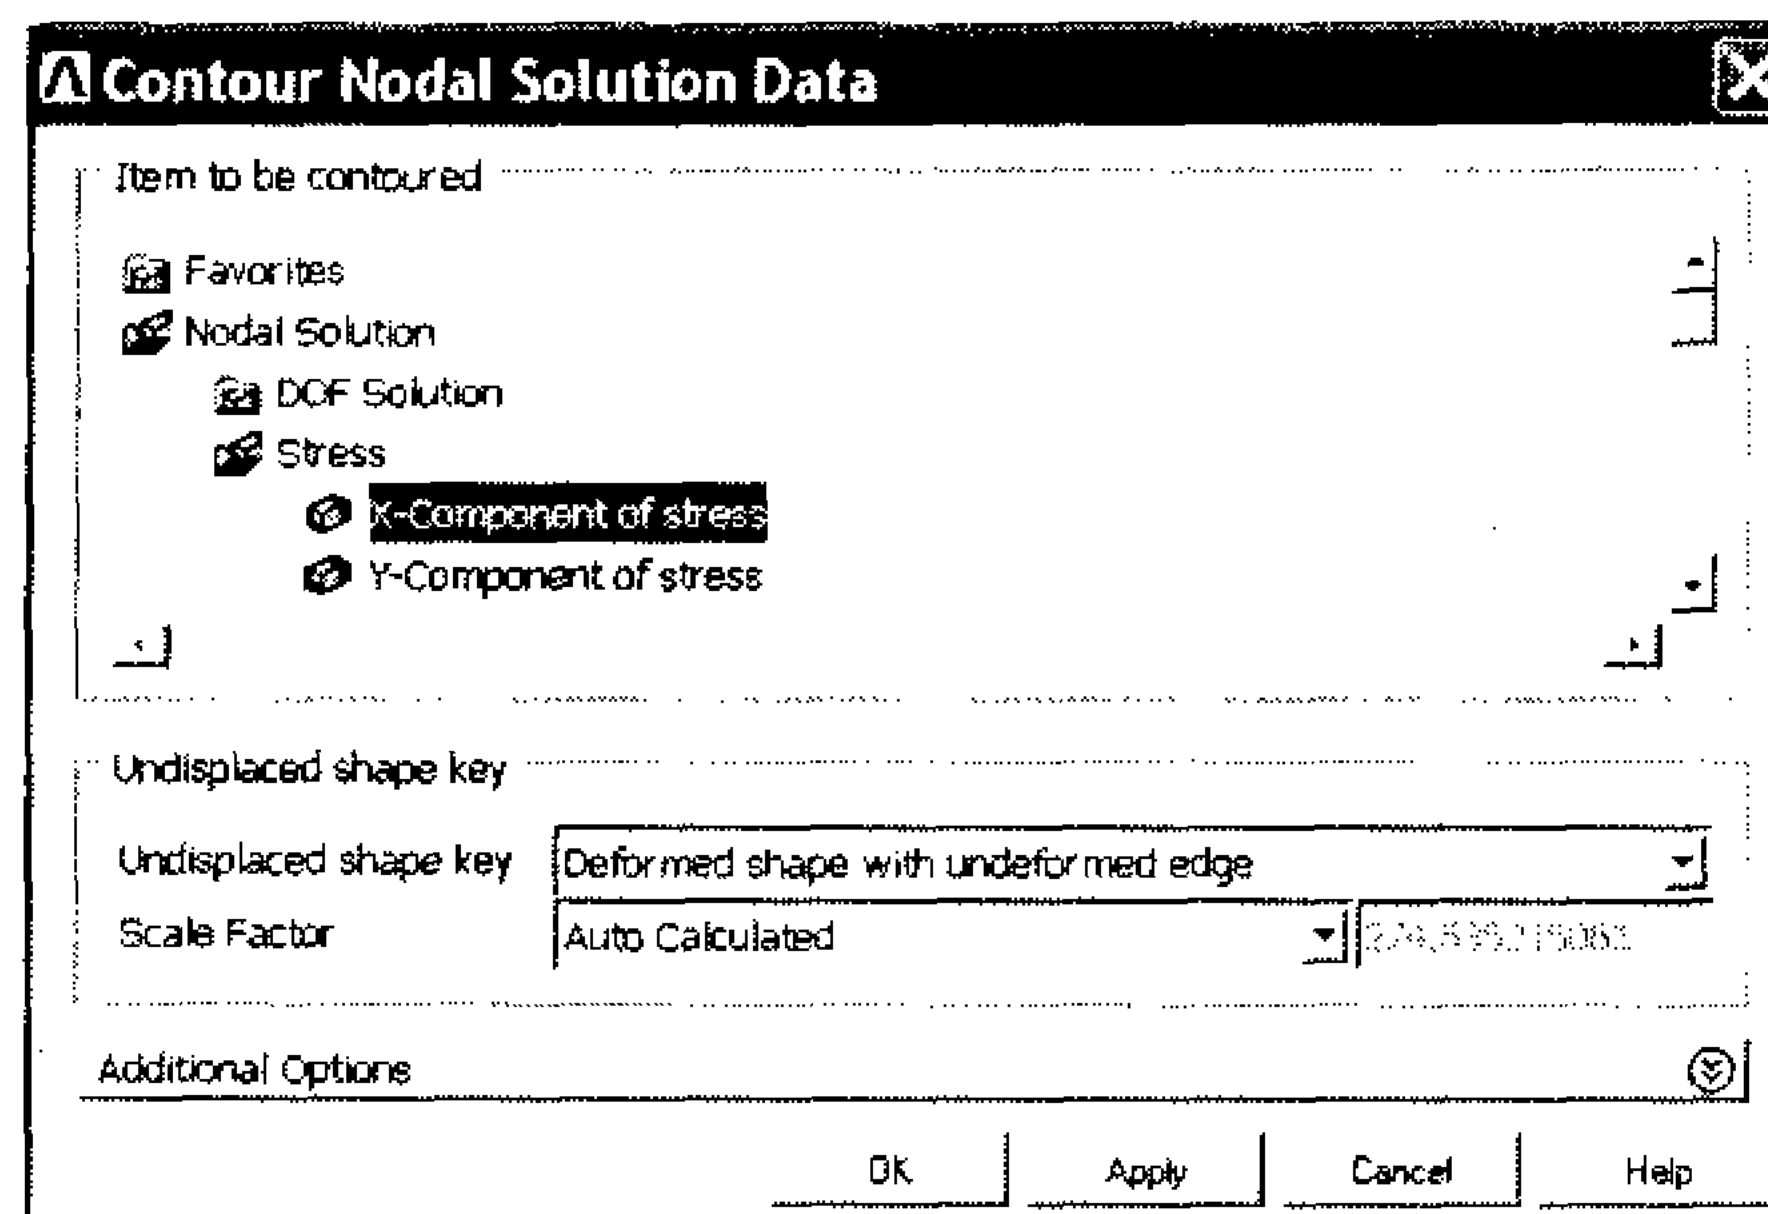 Contour Nodal Solution Data
Item to be contoured
Favorites
Nodal Solution
DOF Solution
Stress
X-Component of stress
Y-Component of stress
Undisplaced shape key
Undisplaced shape key Deformed shape with undeformed edge
Scale Factor Auto Calculated
Additional Options
OK Apply Cancel Help